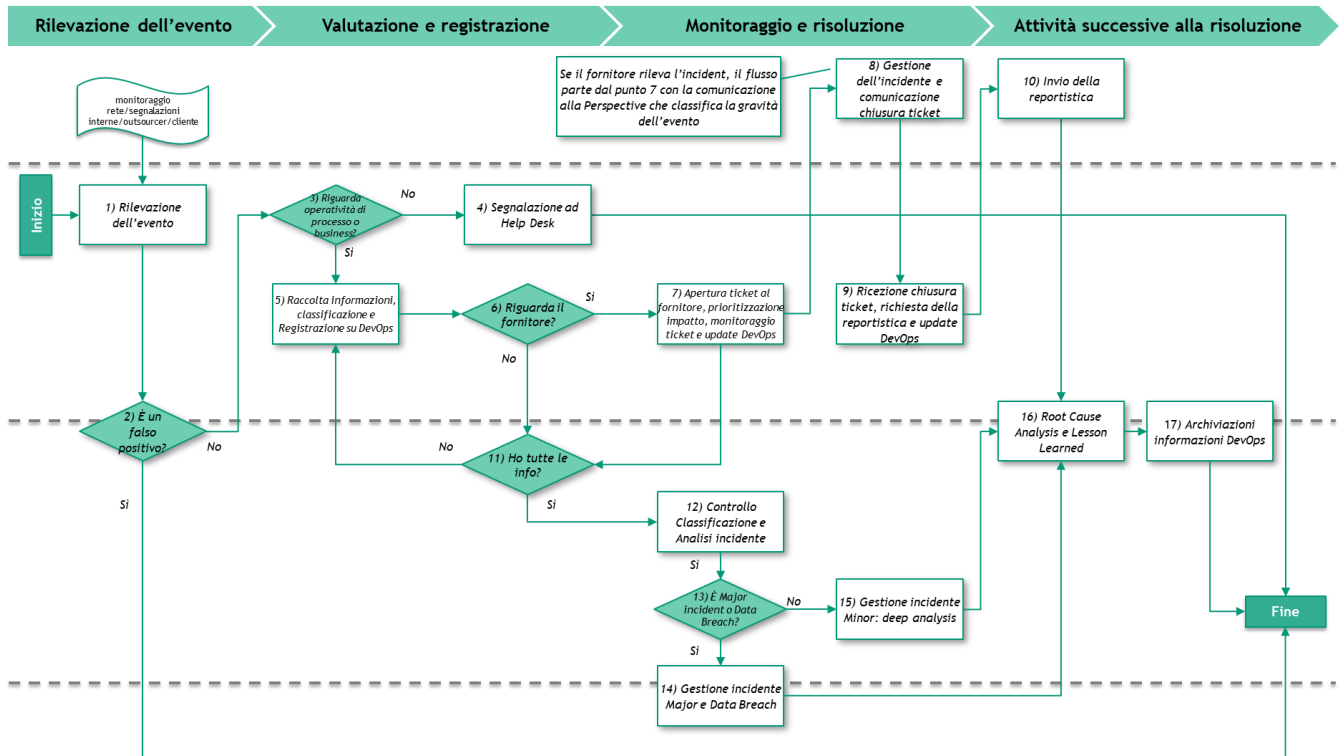 Rilevazione dell'evento
Valutazione e registrazione
Monitoraggio e risoluzione
Attività successive alla risoluzione
monitoraggio
rete/segnalazioni
interne/outsourcer/cliente
Se il fornitore rileva l'incident, il flusso
parte dal punto 7 con la comunicazione
alla Perspective che classifica la gravità
dell'evento
8) Gestione
dell'incidente e
comunicazione
chiusura ticket
10) Invio della
reportistica
Inizio
1) Rilevazione
dell'evento
3) Riguarda
operatività di
processo o
business?
No
Sì
4) Segnalazione ad
Help Desk
5) Raccolta informazioni,
classificazione e
Registrazione su DevOps
6) Riguarda il
fornitore?
Sì
No
7) Apertura ticket al
fornitore, prioritizzazione
impatto, monitoraggio
ticket e update DevOps
9) Ricezione chiusura
ticket, richiesta della
reportistica e update
DevOps
2) È un
falso
positivo?
No
Sì
11) Ho tutte le
info?
No
Sì
16) Root Cause
Analysis e Lesson
Learned
17) Archiviazioni
informazioni DevOps
12) Controllo
Classificazione e
Analisi incidente
Sì
13) È Major
incident o Data
Breach?
No
Sì
15) Gestione incidente
Minor: deep analysis
Fine
14) Gestione incidente
Major e Data Breach